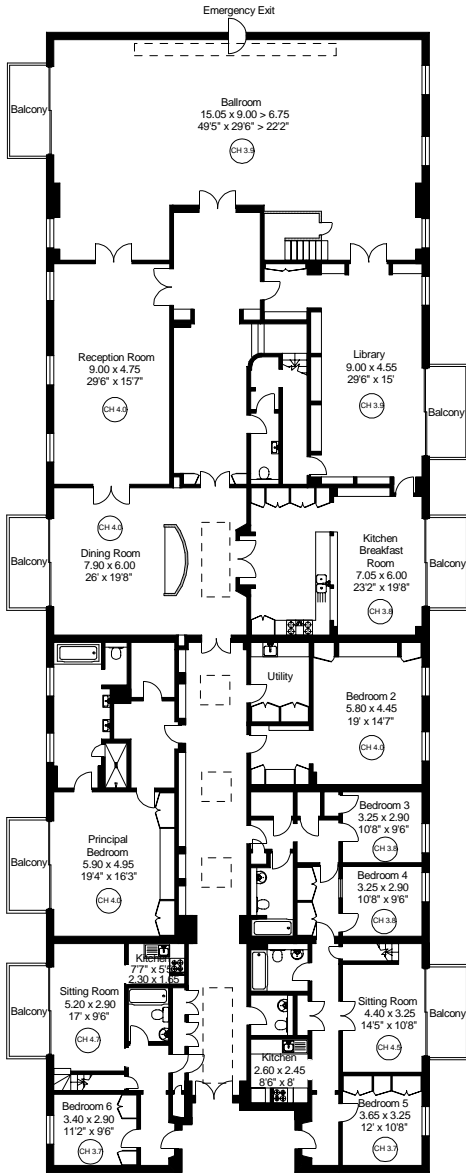 Emergency Exit
Balcony
Ballroom
15.05 x 9.00 > 6.75
49'5" x 29'6" > 22'2"
CH 3.9
Reception Room
9.00 x 4.75
29'6" x 15'7"
CH 4.0
Library
9.00 x 4.55
29'6" x 15'
CH 3.9
Balcony
CH 4.0
Dining Room
7.90 x 6.00
26' x 19'8"
Balcony
Kitchen
Breakfast
Room
7.05 x 6.00
23'2" x 19'8"
CH 3.8
Balcony
Utility
Bedroom 2
5.80 x 4.45
19' x 14'7"
CH 4.0
Bedroom 3
3.25 x 2.90
10'8" x 9'6"
CH 3.8
Principal
Bedroom
5.90 x 4.95
19'4" x 16'3"
CH 4.0
Balcony
Bedroom 4
3.25 x 2.90
10'8" x 9'6"
CH 3.8
Kitchen
7'7" x 5'5
2.30 x 1.65
Sitting Room
5.20 x 2.90
17' x 9'6"
CH 4.7
Balcony
Sitting Room
4.40 x 3.25
14'5" x 10'8"
CH 4.5
Balcony
Kitchen
2.60 x 2.45
8'6" x 8'
Bedroom 6
3.40 x 2.90
11'2" x 9'6"
CH 3.7
Bedroom 5
3.65 x 3.25
12' x 10'8"
CH 3.7